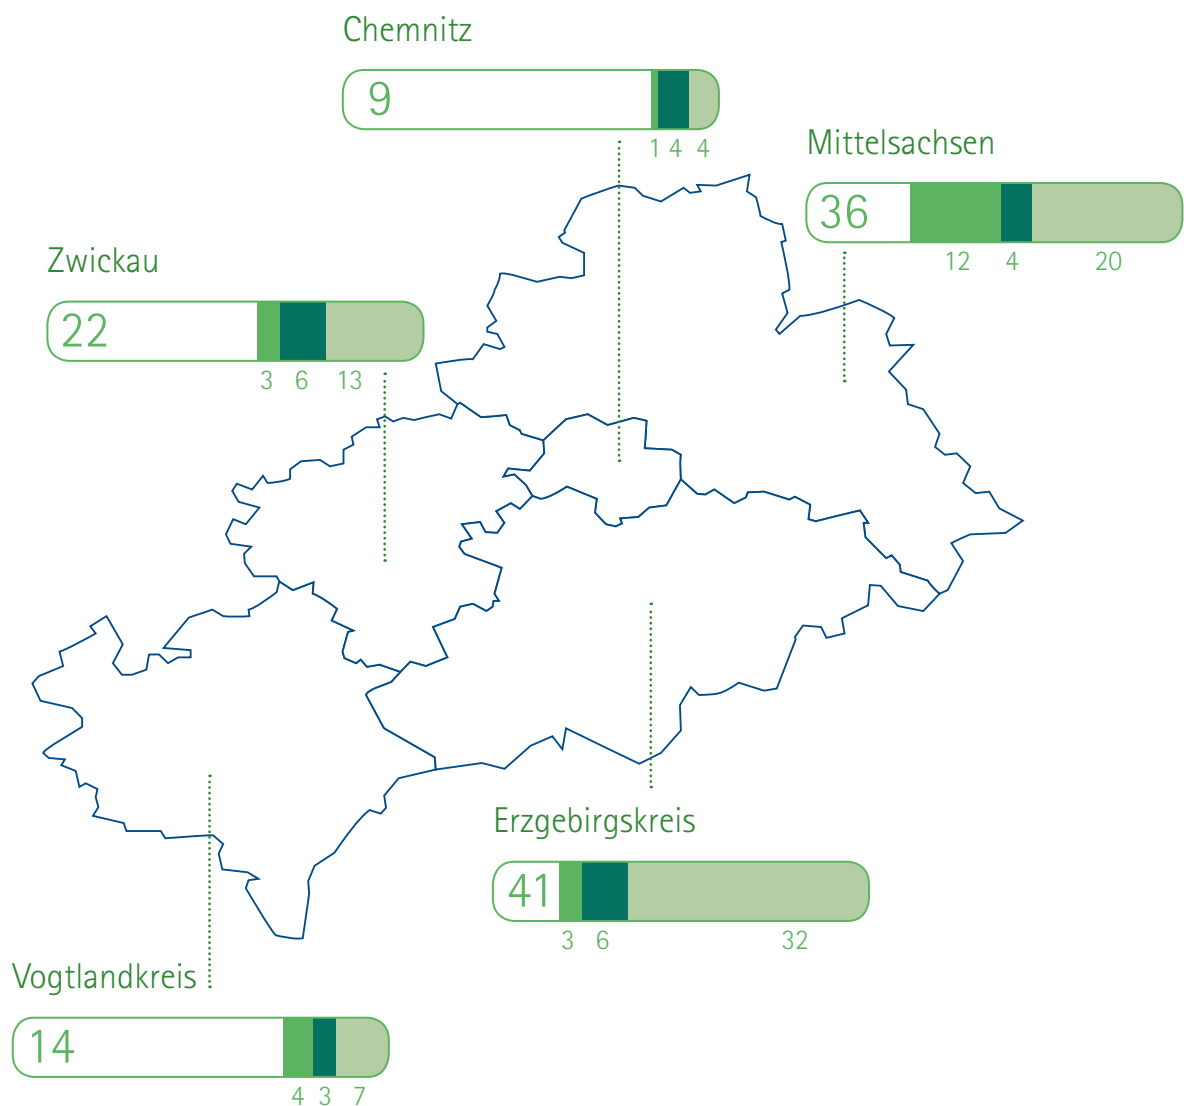 Chemnitz
9
1 4 4
Mittelsachsen
36
12 4 20
Zwickau
22
3 6 13
Erzgebirgskreis
41
3 6 32
Vogtlandkreis
14
4 3 7